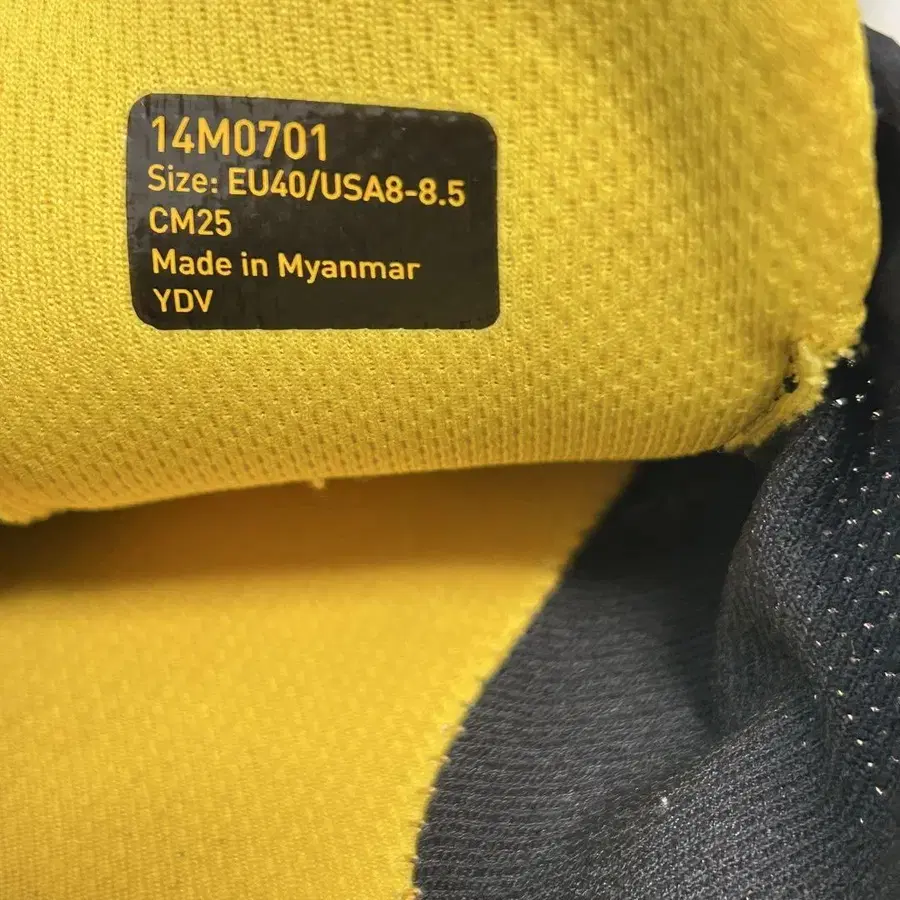 14M0701
Size: EU40/USA8-8.5
CM25
Made in Myanmar
YDV